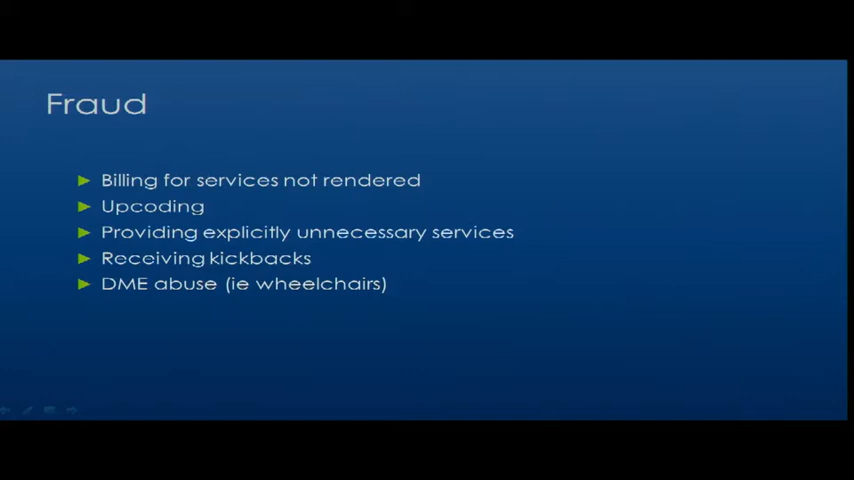 Fraud
Billing for services not rendered
Upcoding
Providing explicitly unnecessary services
Receiving kickbacks
DME abuse (ie wheelchairs)